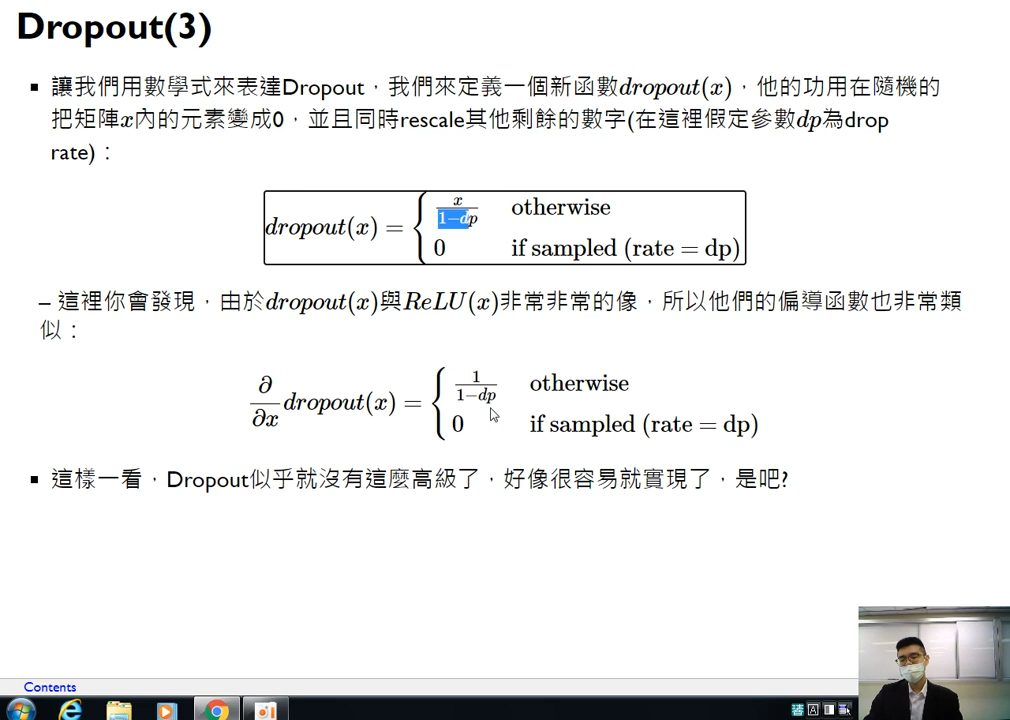 Dropout(3)
▪ 讓我們用數學式來表達Dropout，我們來定義一個新函數dropout(x)，他的功用在隨機的
把矩陣x內的元素變成0，並且同時rescale其他剩餘的數字(在這裡假定參數dp為drop
rate)：
dropout(x) = { x/(1−dp) otherwise
0 if sampled (rate = dp)
– 這裡你會發現，由於dropout(x)與ReLU(x)非常非常的像，所以他們的偏導函數也非常類
似：
∂/∂x dropout(x) = { 1/(1−dp) otherwise
0 if sampled (rate = dp)
▪ 這樣一看，Dropout似乎就沒有這麼高級了，好像很容易就實現了，是吧?
Contents